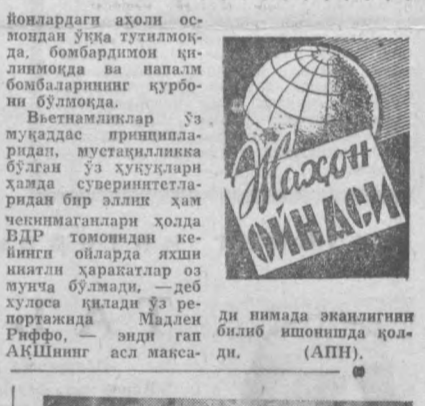 йонлардаги аҳоли ос-
мондан ўққа тутилмоқ-
да, бомбардимон қи-
линмоқда ва напалм
бомбаларининг қурбо-
ни бўлмоқда.
Вьетнамликлар ўз
муқаддас принципла-
ридан, мустақилликка
бўлган ўз ҳуқуқлари
ҳамда суверинитетла-
ридан бир эллик ҳам
чекинмаганлари ҳолда
ВДР томонидан ке-
йинги ойларда яхши
ниятли ҳаракатлар оз
мунча бўлмади, —деб
хулоса қилади ўз ре-
портажида Мадлен
Риффо, — энди гап
АҚШнинг асл мақса-
Жаҳон
ОЙНАСИ
ди нимада эканлигини
билиб ишонишда қол-
ди. (АПН).